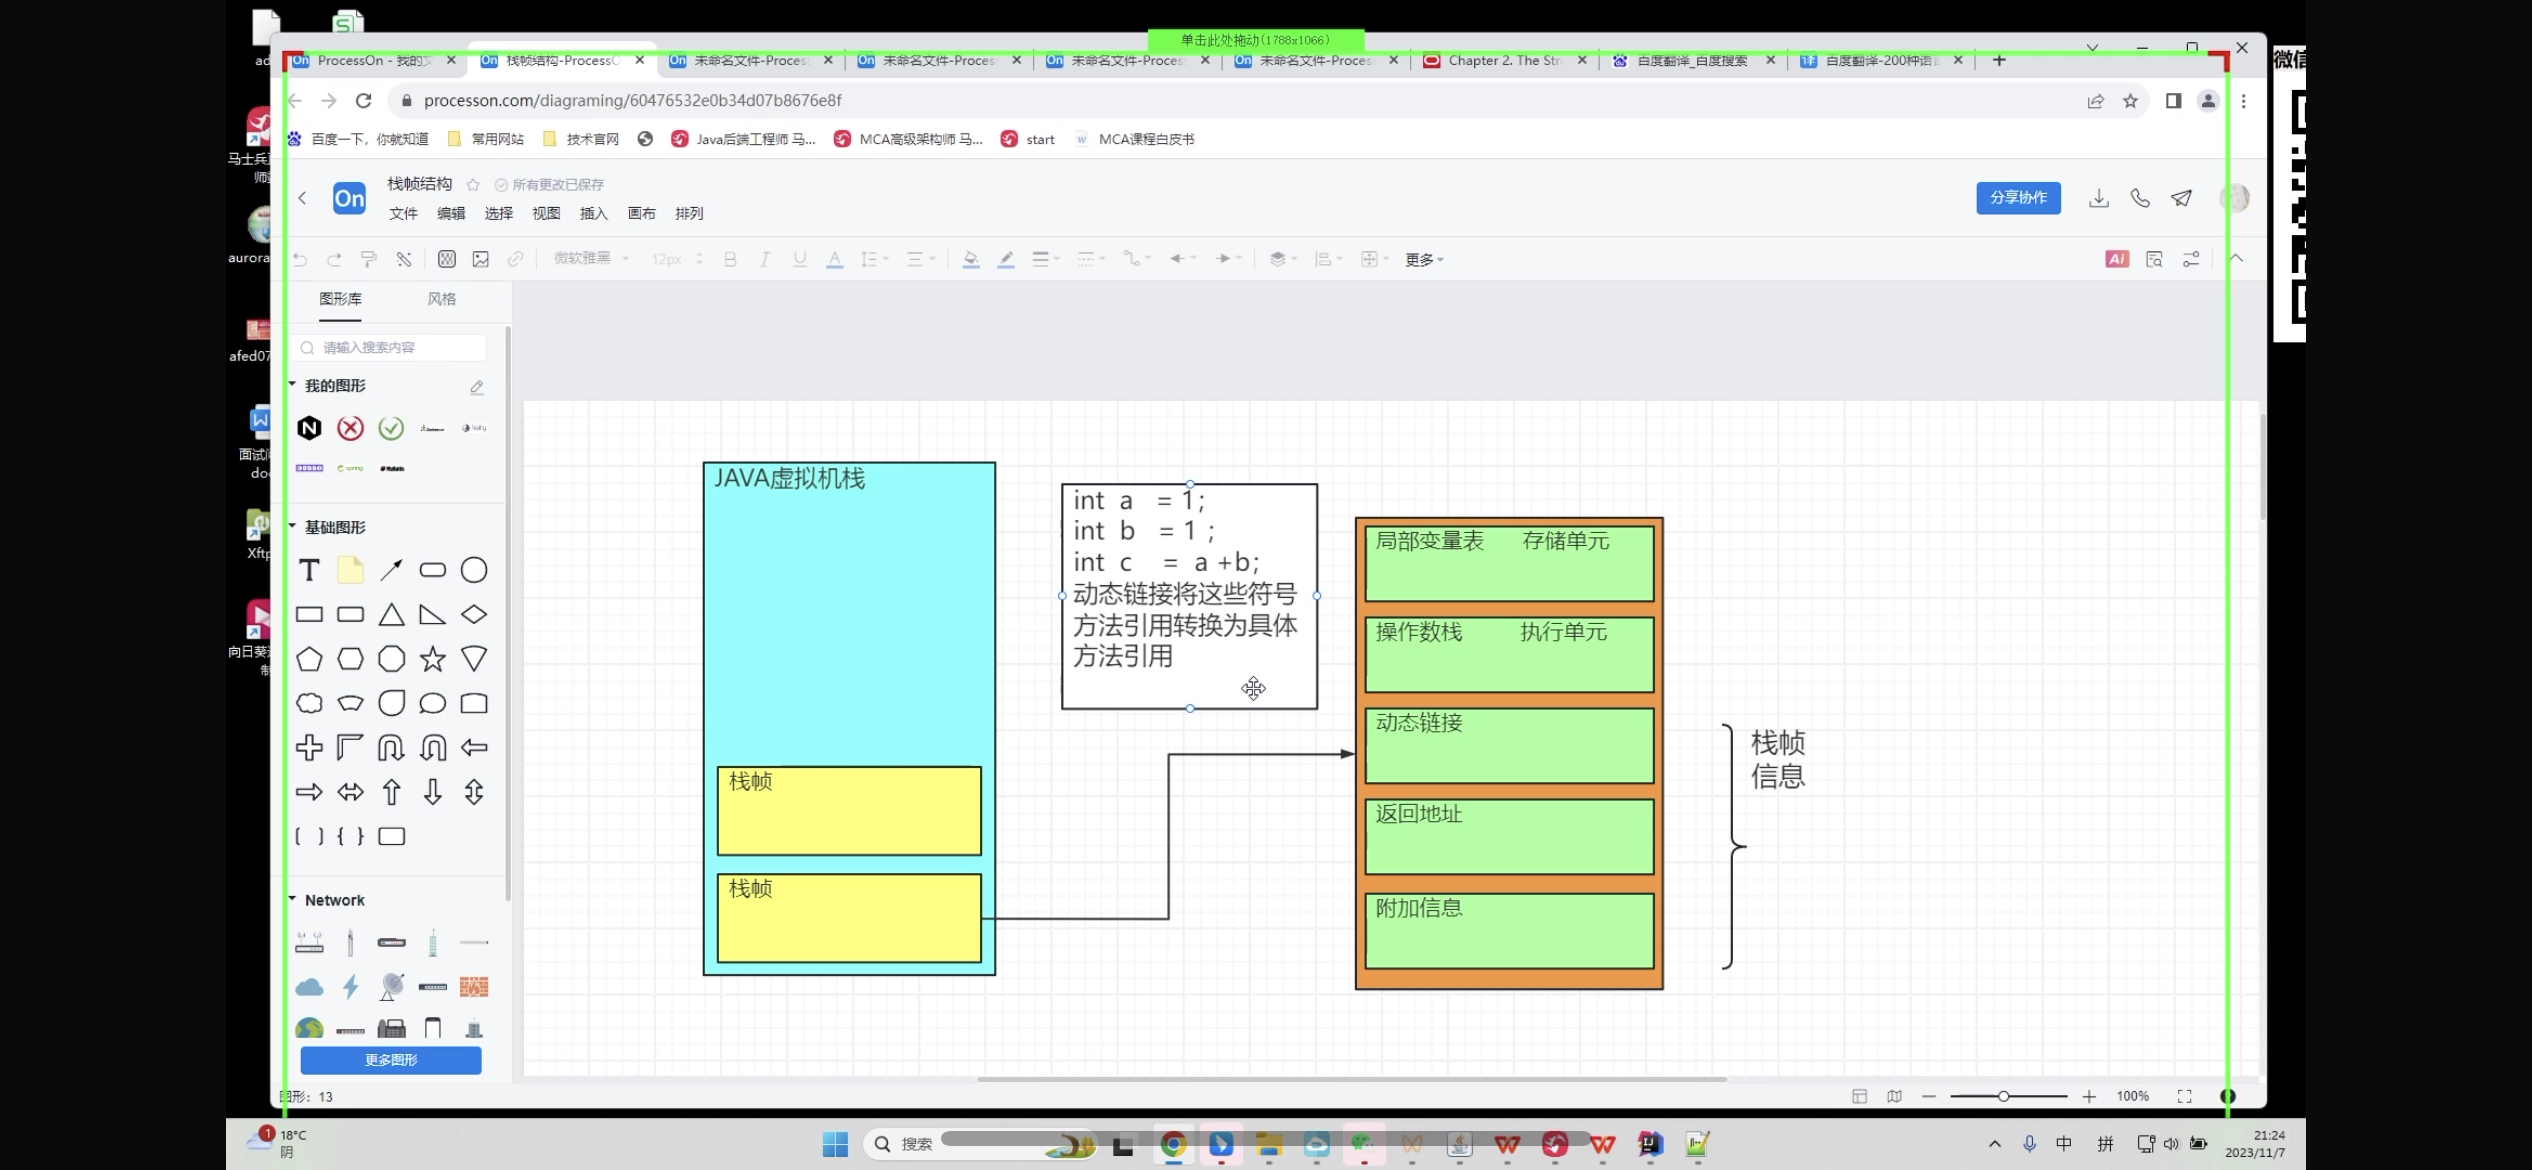 单击此处拖动(1788x1066)
ProcessOn - 我的
栈帧结构-Process
未命名文件-Process
未命名文件-Process
未命名文件-Process
未命名文件-Process
Chapter 2. The Str
百度翻译_百度搜索
百度翻译-200种语
微信
processon.com/diagraming/60476532e0b34d07b8676e8f
百度一下，你就知道
常用网站
技术官网
Java后端工程师 马...
MCA高级架构师 马...
start
MCA课程白皮书
马士兵
aurora
afed07
面试
Xftp
向日葵
栈帧结构
所有更改已保存
文件 编辑 选择 视图 插入 画布 排列
分享协作
微软雅黑
12px
更多
Ai
图形库
风格
请输入搜索内容
我的图形
基础图形
Network
更多图形
图形：13
JAVA虚拟机栈
栈帧
栈帧
int a = 1;
int b = 1 ;
int c = a +b;
动态链接将这些符号
方法引用转换为具体
方法引用
局部变量表 存储单元
操作数栈 执行单元
动态链接
返回地址
附加信息
栈帧
信息
100%
18°C
阴
搜索
中
拼
21:24
2023/11/7